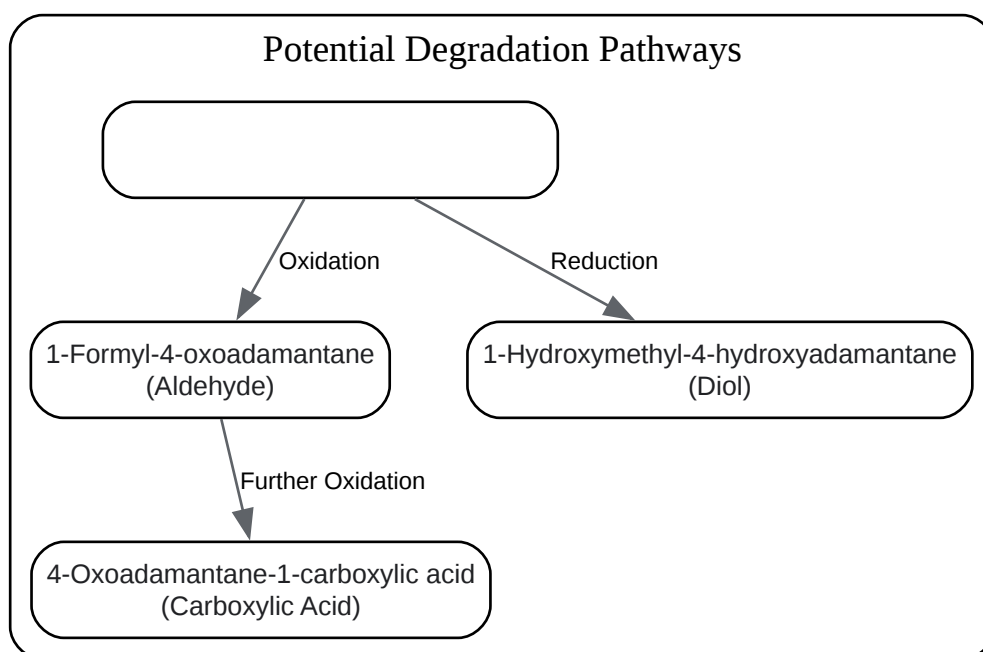 Potential Degradation Pathways
Oxidation
Reduction
1-Formyl-4-oxoadamantane
(Aldehyde)
1-Hydroxymethyl-4-hydroxyadamantane
(Diol)
Further Oxidation
4-Oxoadamantane-1-carboxylic acid
(Carboxylic Acid)